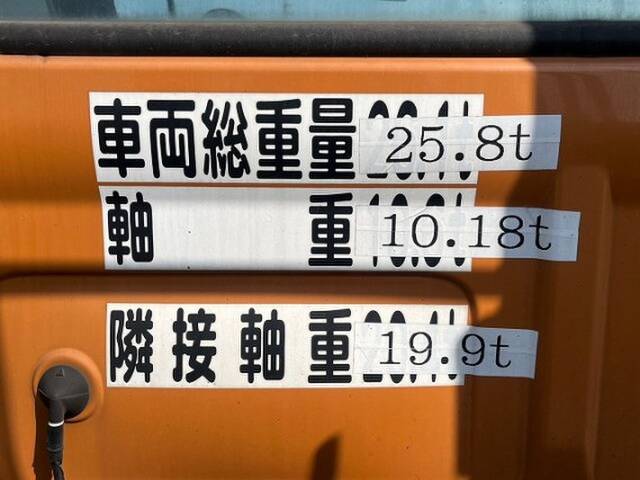 車両総重量 25.8t
軸重 10.18t
隣接軸重 19.9t